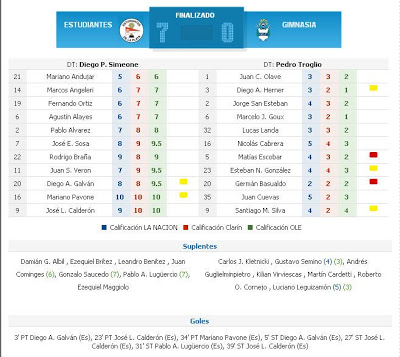 FINALIZADO
ESTUDIANTES 7 0 GIMNASIA
DT: Diego P. Simeone
21 Mariano Andujar 5 6 6
14 Marcos Angeleri 6 6 7
19 Fernando Ortiz 6 6 7
6 Agustin Alayes 6 7 7
2 Pablo Alvarez 7 8 8
7 José E. Sosa 8 9 9.5
22 Rodrigo Braña 8 9 9
11 Juan S. Veron 7 9 9.5
20 Diego A. Galván 8 8 9.5
16 Mariano Pavone 10 10 10
9 José L. Calderón 9 10 10
DT: Pedro Troglio
1 Juan C. Olave 3 3 2
3 Diego A. Herner 3 2 1
2 Jorge San Esteban 4 2 3
6 Marcelo J. Goux 3 2 1
32 Lucas Landa 3 3 2
16 Nicolás Cabrera 5 4 3
5 Matías Escobar 4 3 2
23 Esteban N. González 4 4 3
20 Germán Basualdo 2 2 2
35 Juan Cuevas 5 3 2
9 Santiago M. Silva 4 2 4
Calificación LA NACION Calificación Clarín Calificación OLE
Suplentes
Damián G. Albil , Ezequiel Brítez , Leandro Benítez , Juan
Cominges (6), Gonzalo Saucedo (7), Pablo A. Lugüercio (7),
Ezequiel Maggiolo
Carlos J. Kletnicki , Gustavo Semino (4) (3), Andrés
Guglielminpietro , Kilian Virviescas , Martín Cardetti , Roberto
O. Cornejo , Luciano Leguizamón (5) (3)
Goles
3' PT Diego A. Galván (Es), 23' PT José L. Calderón (Es), 34' PT Mariano Pavone (Es), 5' ST Diego A. Galván (Es), 27' ST José L.
Calderón (Es), 31' ST Pablo A. Lugüercio (Es), 39' ST José L. Calderón (Es)